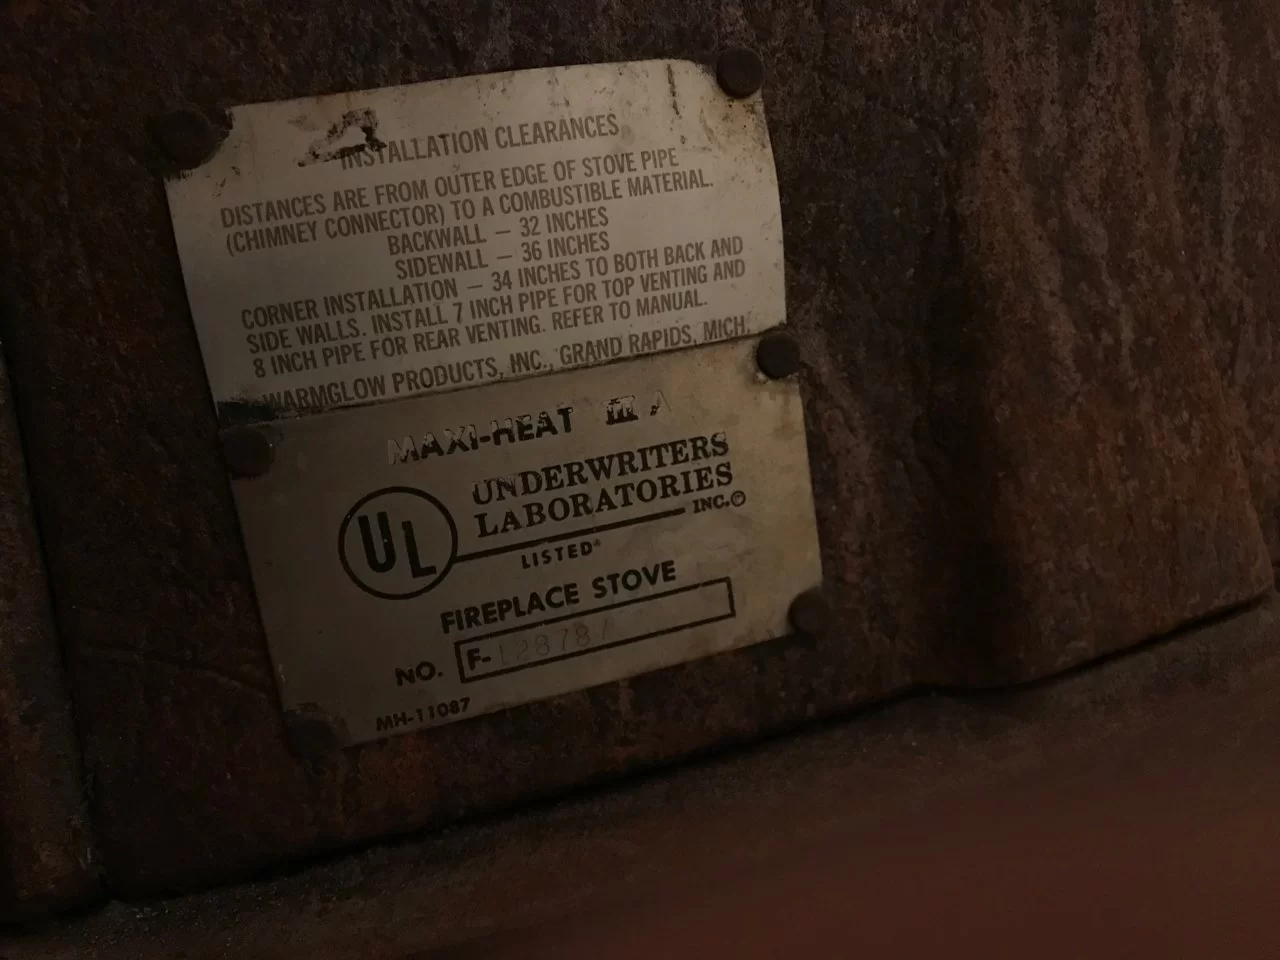 INSTALLATION CLEARANCES
DISTANCES ARE FROM OUTER EDGE OF STOVE PIPE
(CHIMNEY CONNECTOR) TO A COMBUSTIBLE MATERIAL.
BACKWALL — 32 INCHES
SIDEWALL — 36 INCHES
CORNER INSTALLATION — 34 INCHES TO BOTH BACK AND
SIDE WALLS. INSTALL 7 INCH PIPE FOR TOP VENTING AND
8 INCH PIPE FOR REAR VENTING. REFER TO MANUAL.
WARMGLOW PRODUCTS, INC., GRAND RAPIDS, MICH.
MAXI-HEAT III A
UL
UNDERWRITERS
LABORATORIES
INC.©
LISTED®
FIREPLACE STOVE
NO. F-
MH-11087